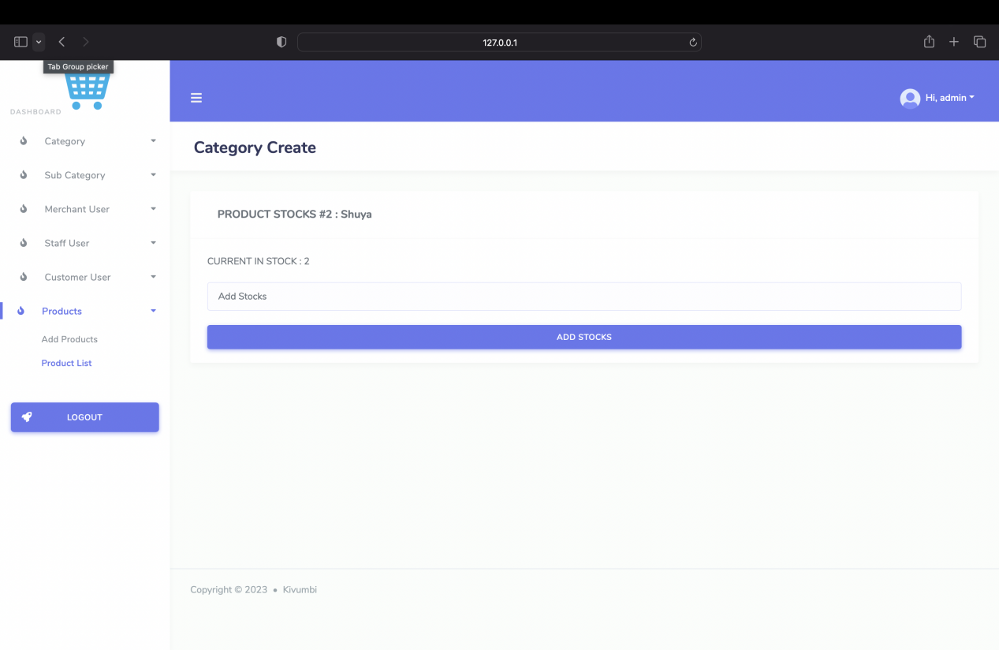 127.0.0.1
Tab Group picker
DASHBOARD
Hi, admin
Category
Sub Category
Merchant User
Staff User
Customer User
Products
Add Products
Product List
LOGOUT
Category Create
PRODUCT STOCKS #2 : Shuya
CURRENT IN STOCK : 2
Add Stocks
ADD STOCKS
Copyright © 2023 • Kivumbi